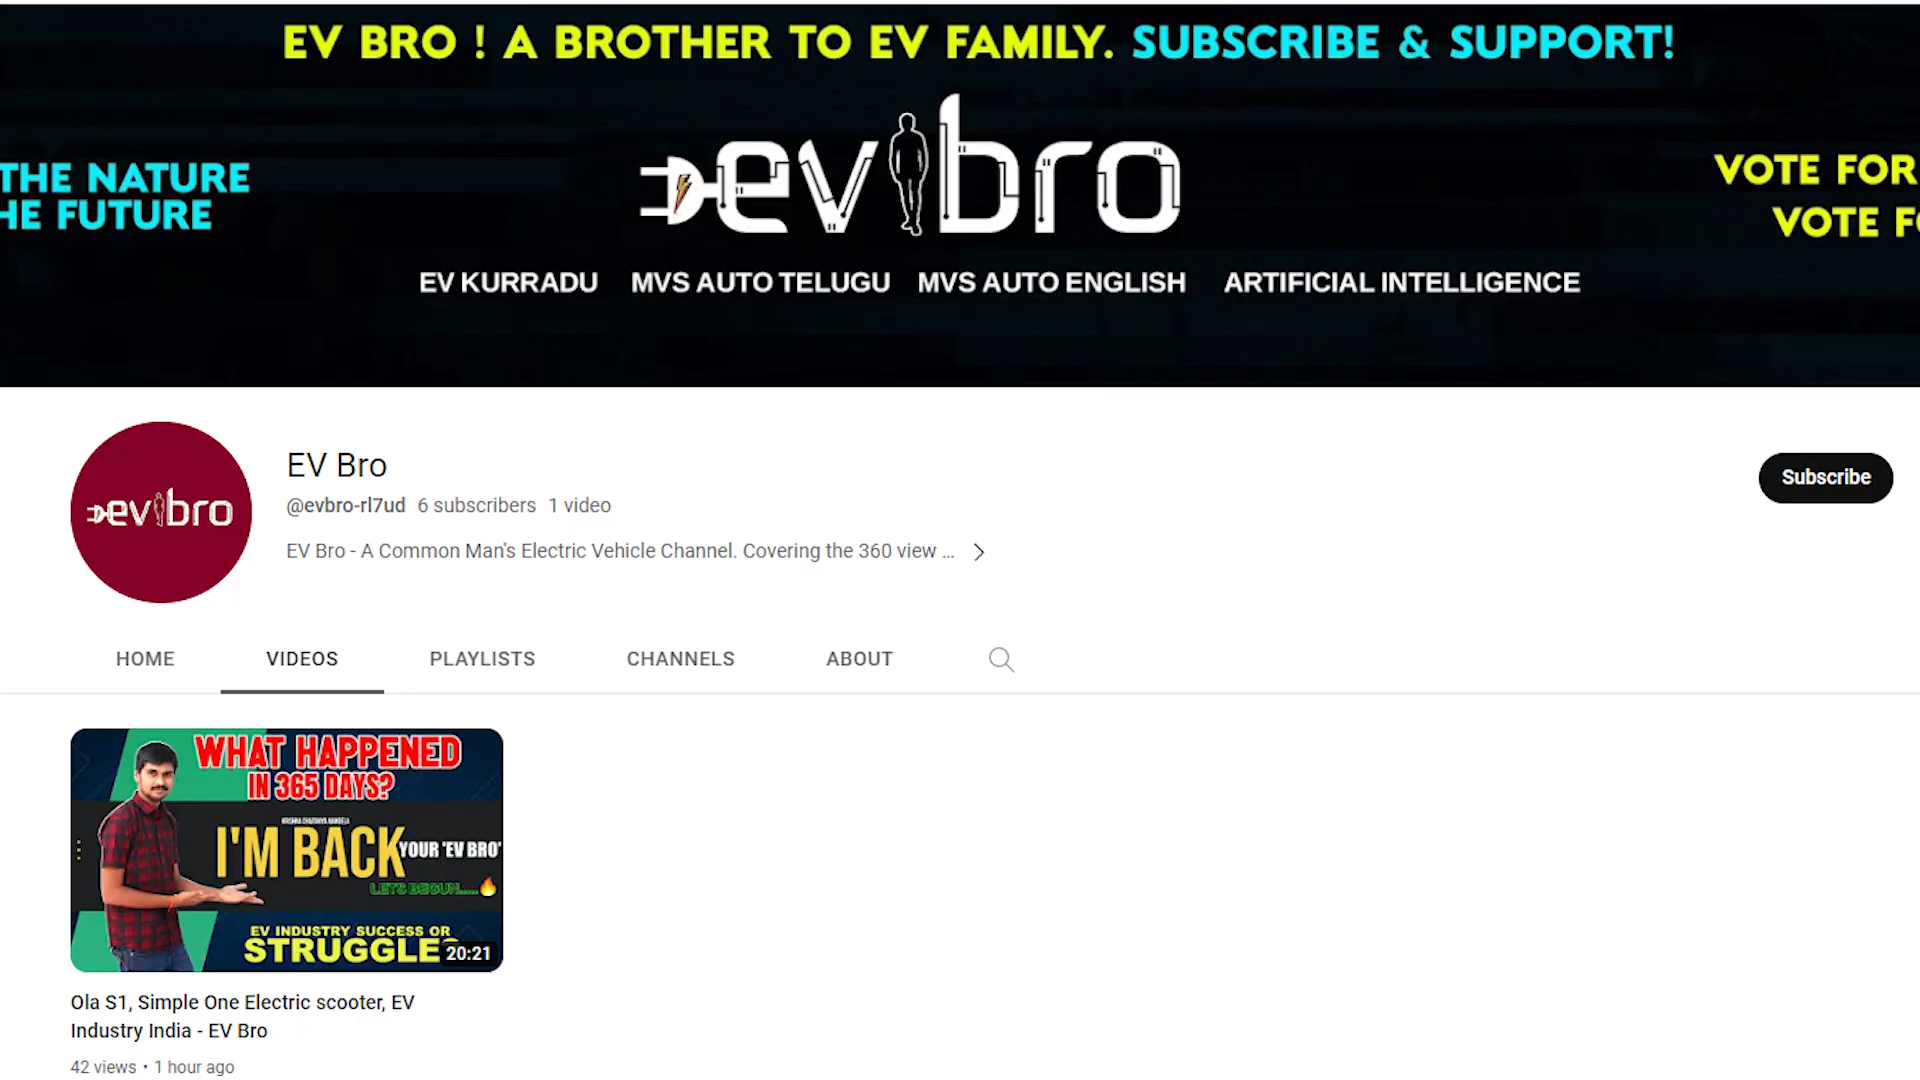 EV BRO ! A BROTHER TO EV FAMILY. SUBSCRIBE & SUPPORT!
THE NATURE
HE FUTURE
evbro
VOTE FOR
VOTE FO
EV KURRADU MVS AUTO TELUGU MVS AUTO ENGLISH ARTIFICIAL INTELLIGENCE
evbro
EV Bro
@evbro-rl7ud 6 subscribers 1 video
EV Bro - A Common Man's Electric Vehicle Channel. Covering the 360 view ...
Subscribe
HOME VIDEOS PLAYLISTS CHANNELS ABOUT
WHAT HAPPENED
IN 365 DAYS?
I'M BACK
YOUR 'EV BRO'
LETS BEGUN.....
EV INDUSTRY SUCCESS OR
STRUGGLE?
20:21
Ola S1, Simple One Electric scooter, EV
Industry India - EV Bro
42 views • 1 hour ago